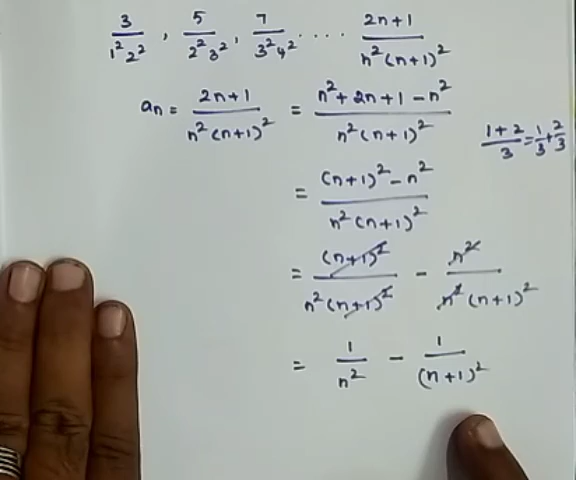 3/1²2², 5/2²3², 7/3²4² .... 2n+1/n²(n+1)²
aₙ = 2n+1/n²(n+1)² = n²+2n+1-n²/n²(n+1)²
1+2/3 = 1/3+2/3
= (n+1)²-n²/n²(n+1)²
= (n+1)²/n²(n+1)² - n²/n²(n+1)²
= 1/n² - 1/(n+1)²